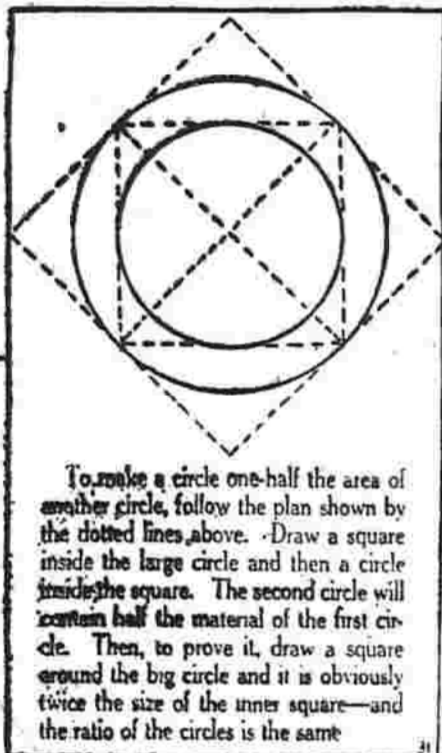 To make a circle one-half the area of
another circle, follow the plan shown by
the dotted lines above. Draw a square
inside the large circle and then a circle
inside the square. The second circle will
contain half the material of the first cir-
cle. Then, to prove it, draw a square
around the big circle and it is obviously
twice the size of the inner square—and
the ratio of the circles is the same